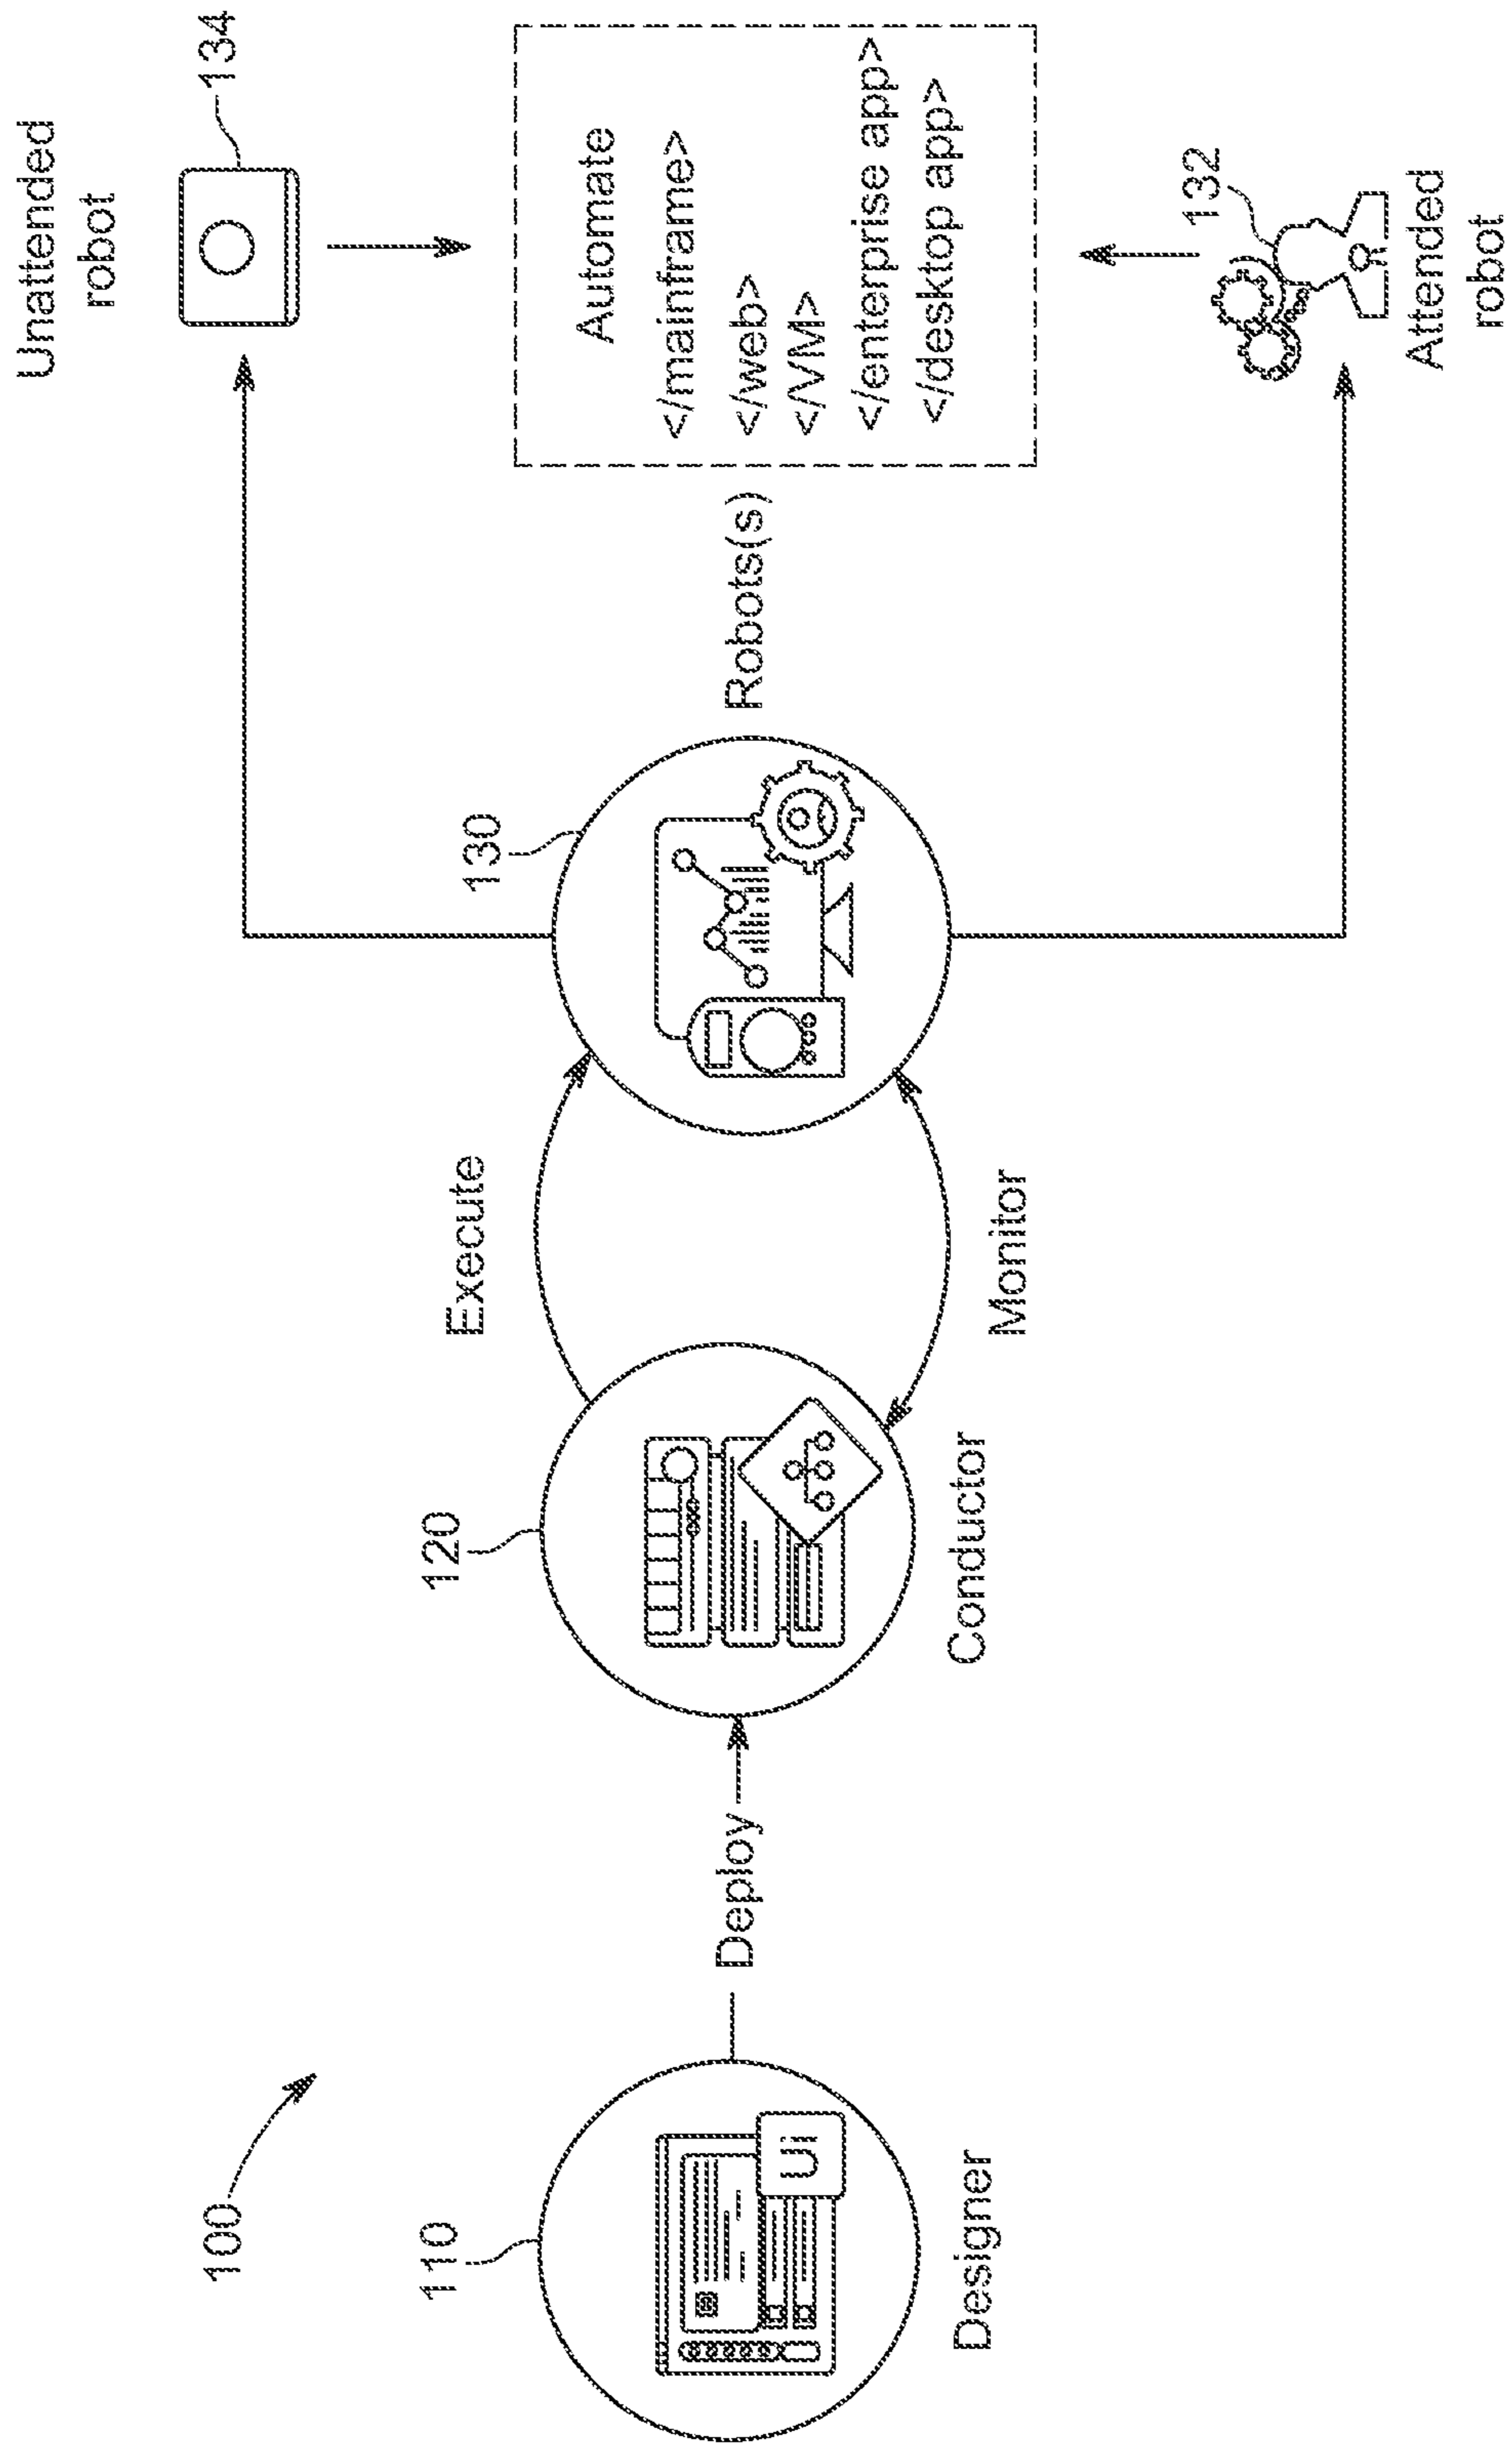 100
110
Ui
Designer
Deploy
120
Conductor
Execute
Monitor
130
Robots(s)
Unattended
robot
134
Automate
</mainframe>
</web>
</VM>
</enterprise app>
</desktop app>
132
Attended
robot